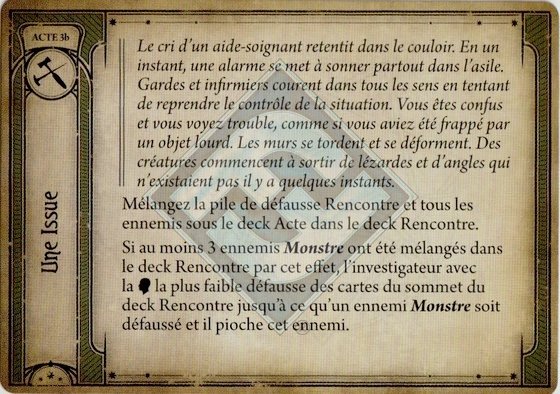 ACTE 3b
Une Issue
Le cri d'un aide-soignant retentit dans le couloir. En un
instant, une alarme se met à sonner partout dans l'asile.
Gardes et infirmiers courent dans tous les sens en tentant
de reprendre le contrôle de la situation. Vous êtes confus
et vous voyez trouble, comme si vous aviez été frappé par
un objet lourd. Les murs se tordent et se déforment. Des
créatures commencent à sortir de lézardes et d'angles qui
n'existaient pas il y a quelques instants.
Mélangez la pile de défausse Rencontre et tous les
ennemis sous le deck Acte dans le deck Rencontre.
Si au moins 3 ennemis Monstre ont été mélangés dans
le deck Rencontre par cet effet, l'investigateur avec
la la plus faible défausse des cartes du sommet du
deck Rencontre jusqu'à ce qu'un ennemi Monstre soit
défaussé et il pioche cet ennemi.